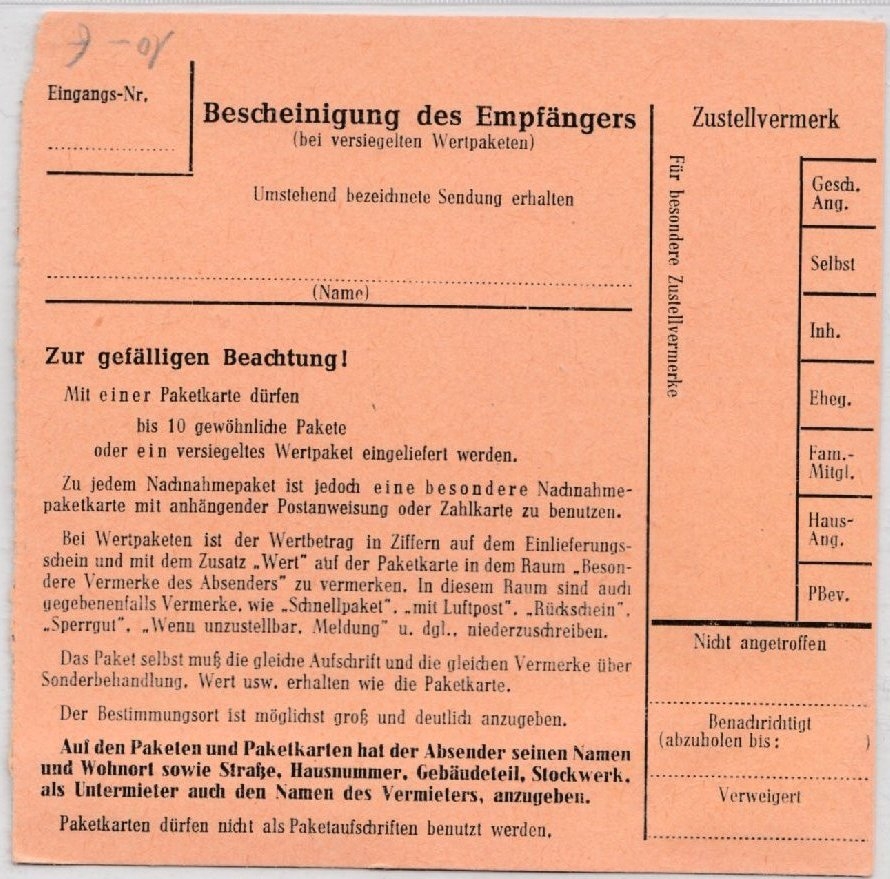 Eingangs-Nr.
Bescheinigung des Empfängers
(bei versiegelten Wertpaketen)
Umstehend bezeichnete Sendung erhalten
(Name)
Zur gefälligen Beachtung!
Mit einer Paketkarte dürfen
bis 10 gewöhnliche Pakete
oder ein versiegeltes Wertpaket eingeliefert werden.
Zu jedem Nachnahmepaket ist jedoch eine besondere Nachnahme-
paketkarte mit anhängender Postanweisung oder Zahlkarte zu benutzen.
Bei Wertpaketen ist der Wertbetrag in Ziffern auf dem Einlieferungs-
schein und mit dem Zusatz „Wert" auf der Paketkarte in dem Raum „Beson-
dere Vermerke des Absenders" zu vermerken. In diesem Raum sind auch
gegebenenfalls Vermerke, wie „Schnellpaket", „mit Luftpost", „Rückschein",
„Sperrgut", „Wenn unzustellbar, Meldung" u. dgl., niederzuschreiben.
Das Paket selbst muß die gleiche Aufschrift und die gleichen Vermerke über
Sonderbehandlung, Wert usw. erhalten wie die Paketkarte.
Der Bestimmungsort ist möglichst groß und deutlich anzugeben.
Auf den Paketen und Paketkarten hat der Absender seinen Namen
und Wohnort sowie Straße, Hausnummer, Gebäudeteil, Stockwerk,
als Untermieter auch den Namen des Vermieters, anzugeben.
Paketkarten dürfen nicht als Paketaufschriften benutzt werden.
Zustellvermerk
Für besondere Zustellvermerke
Gesch.
Ang.
Selbst
Inh.
Eheg.
Fam.-
Mitgl.
Haus-
Ang.
PBev.
Nicht angetroffen
Benachrichtigt
(abzuholen bis: )
Verweigert